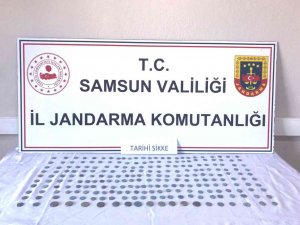 T.C.
SAMSUN VALİLİĞİ
İL JANDARMA KOMUTANLIĞI
TARİHİ SİKKE